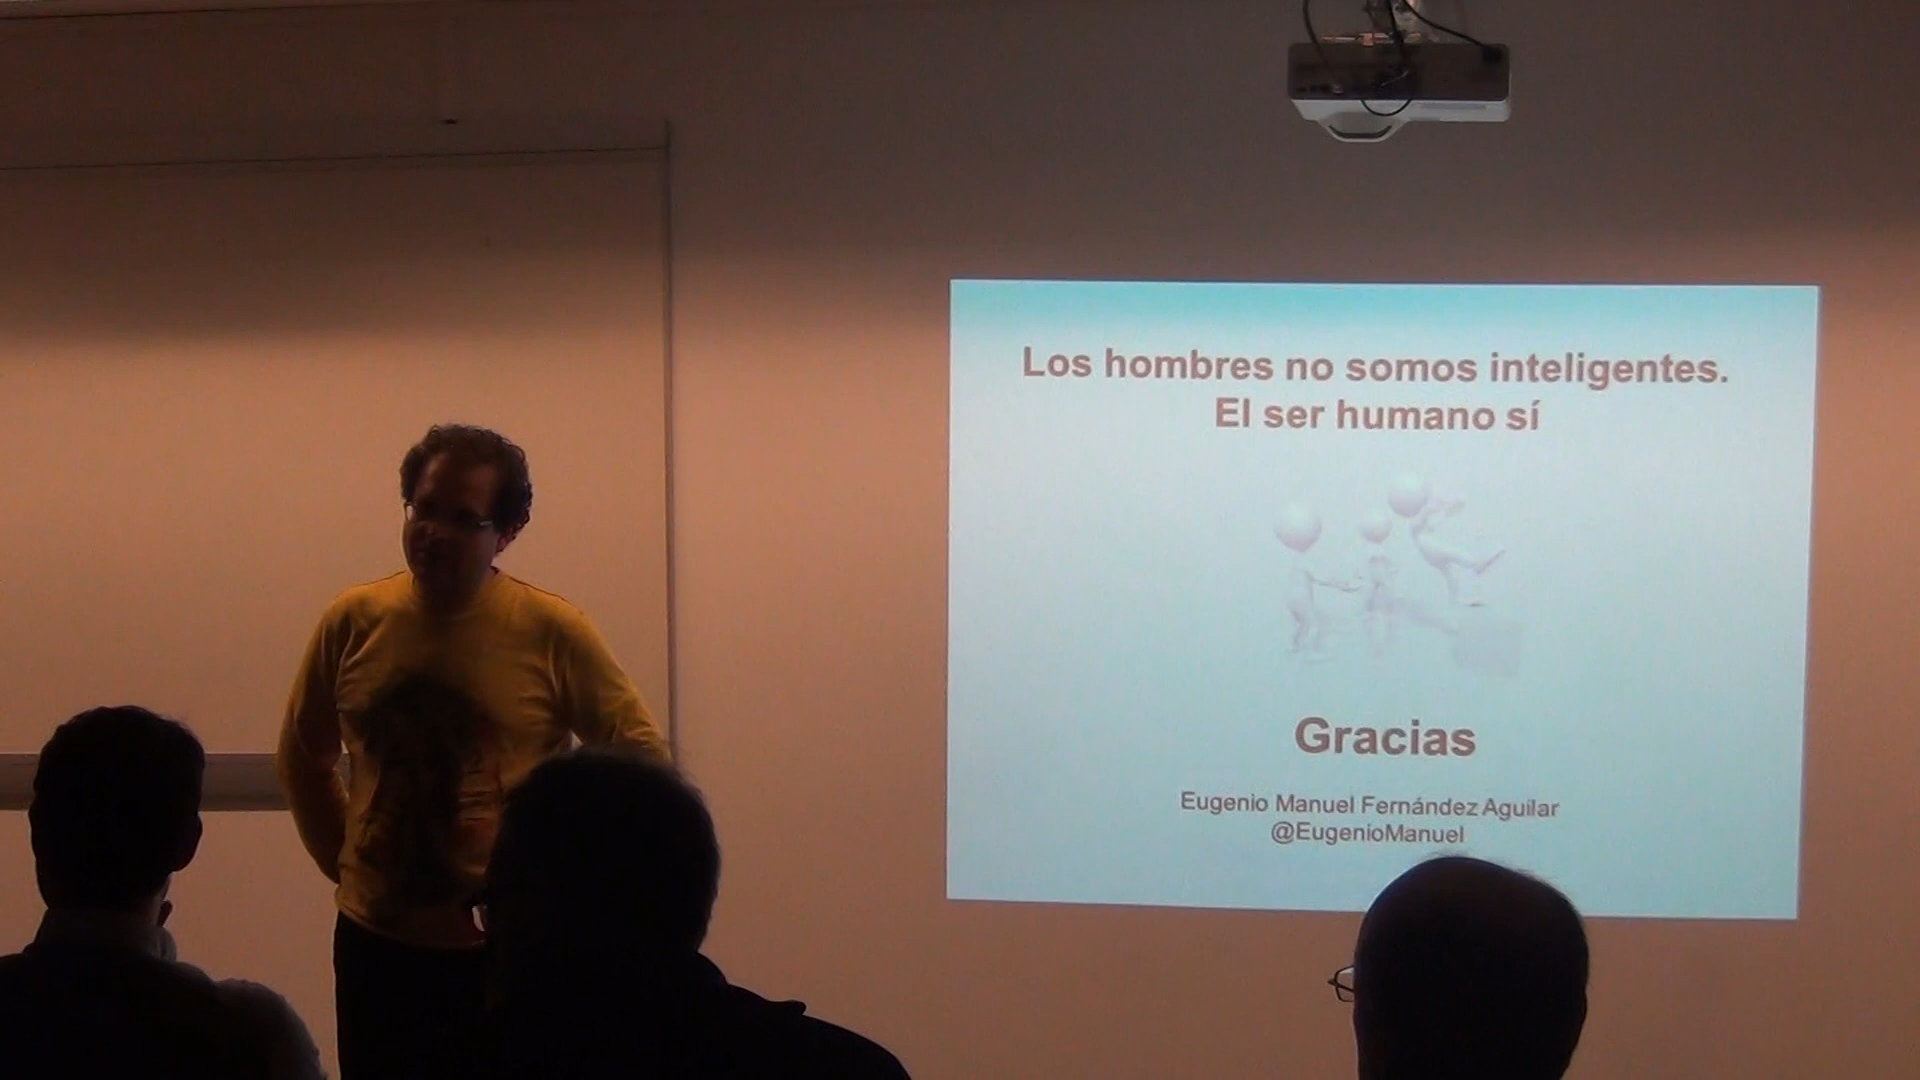 Los hombres no somos inteligentes.
El ser humano sí
Gracias
Eugenio Manuel Fernández Aguilar
@EugenioManuel